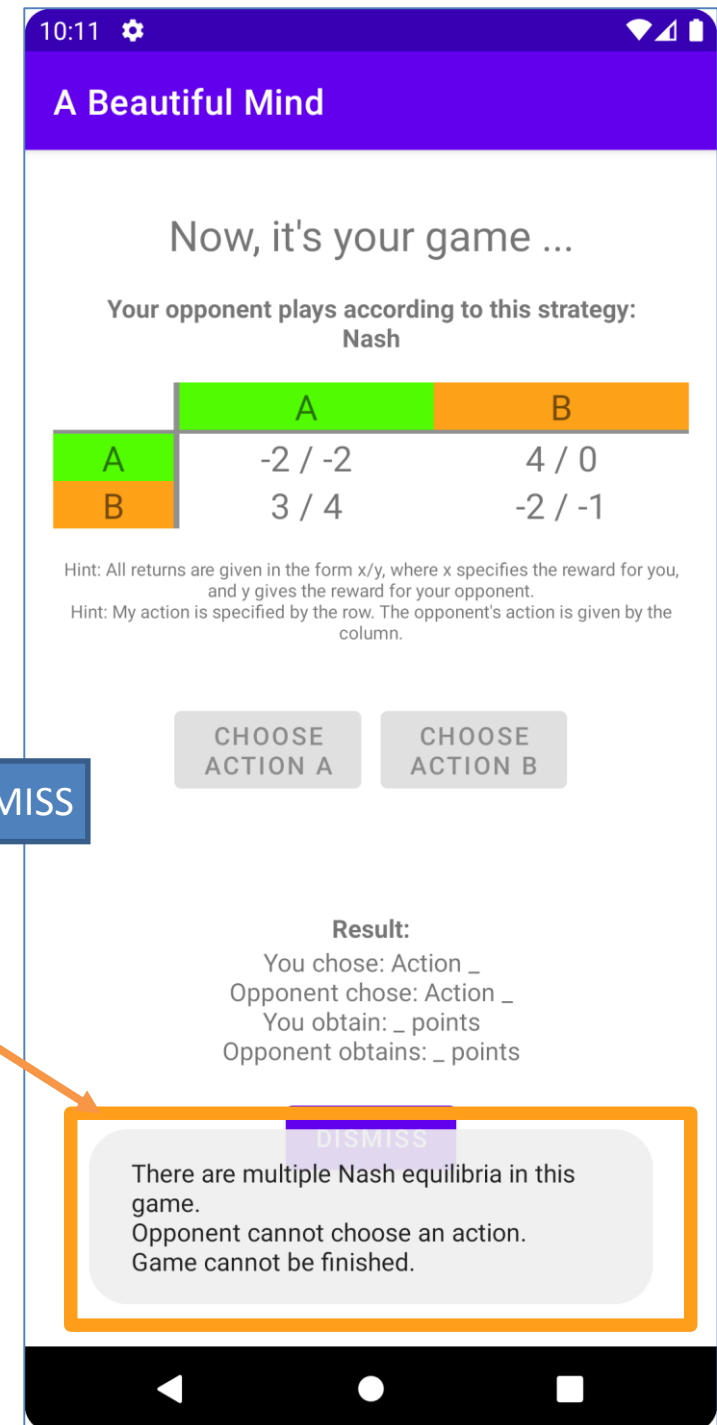 10:11
A Beautiful Mind
Now, it's your game ...
Your opponent plays according to this strategy:
Nash
A B
A -2 / -2 4 / 0
B 3 / 4 -2 / -1
Hint: All returns are given in the form x/y, where x specifies the reward for you,
and y gives the reward for your opponent.
Hint: My action is specified by the row. The opponent's action is given by the
column.
CHOOSE
ACTION A
CHOOSE
ACTION B
MISS
Result:
You chose: Action _
Opponent chose: Action _
You obtain: _ points
Opponent obtains: _ points
DISMISS
There are multiple Nash equilibria in this
game.
Opponent cannot choose an action.
Game cannot be finished.